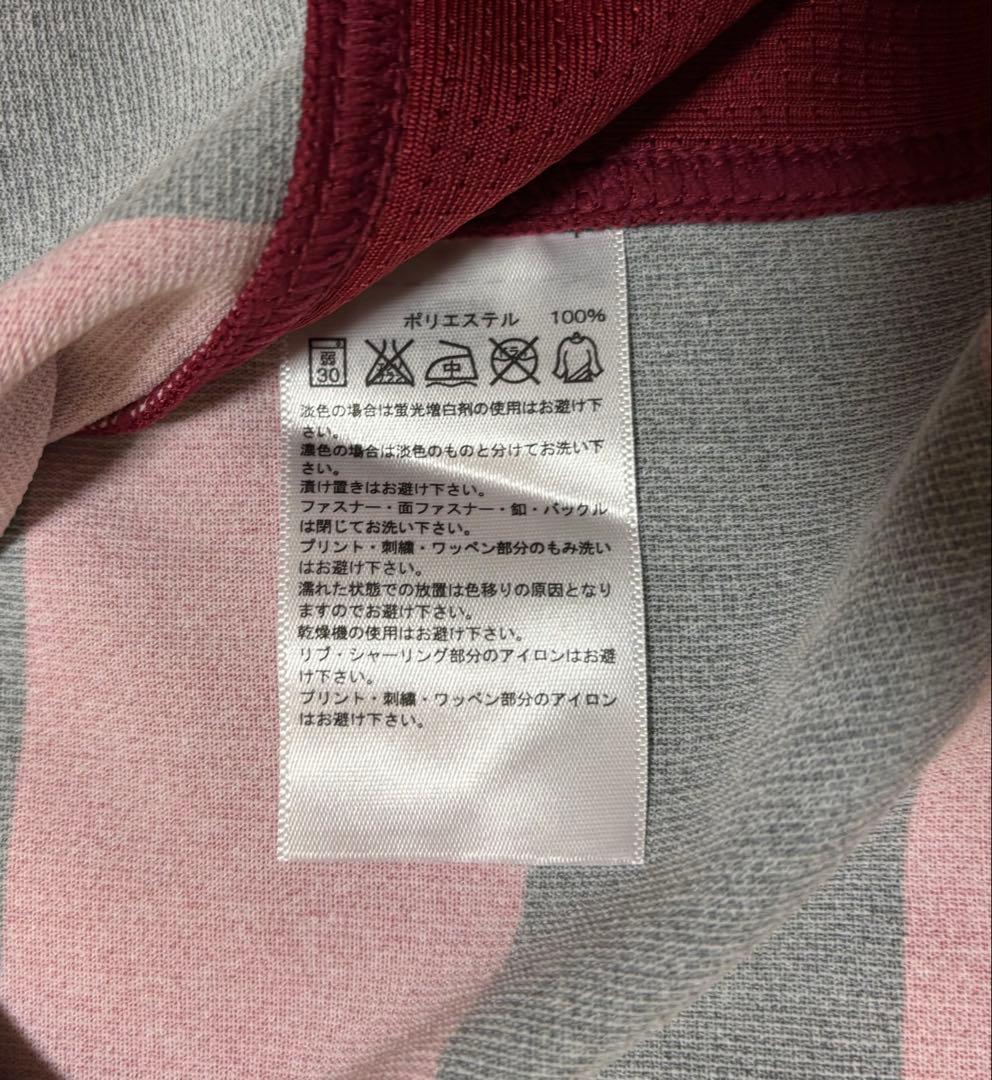 ポリエステル 100%
弱 30 エンソサラシ 中 ドライ
淡色の場合は蛍光増白剤の使用はお避け下
さい。
濃色の場合は淡色のものと分けてお洗い下
さい。
漬け置きはお避け下さい。
ファスナー・面ファスナー・釦・バックル
は閉じてお洗い下さい。
プリント・刺繍・ワッペン部分のもみ洗い
はお避け下さい。
濡れた状態での放置は色移りの原因となり
ますのでお避け下さい。
乾燥機の使用はお避け下さい。
リブ・シャーリング部分のアイロンはお避
け下さい。
プリント・刺繍・ワッペン部分のアイロン
はお避け下さい。